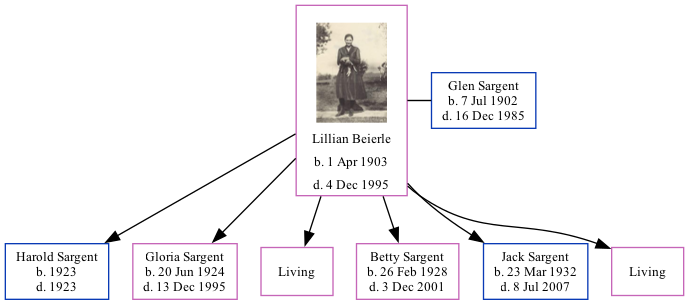 Lillian Beierle
b. 1 Apr 1903
d. 4 Dec 1995
Glen Sargent
b. 7 Jul 1902
d. 16 Dec 1985
Harold Sargent
b. 1923
d. 1923
Gloria Sargent
b. 20 Jun 1924
d. 13 Dec 1995
Living
Betty Sargent
b. 26 Feb 1928
d. 3 Dec 2001
Jack Sargent
b. 23 Mar 1932
d. 8 Jul 2007
Living